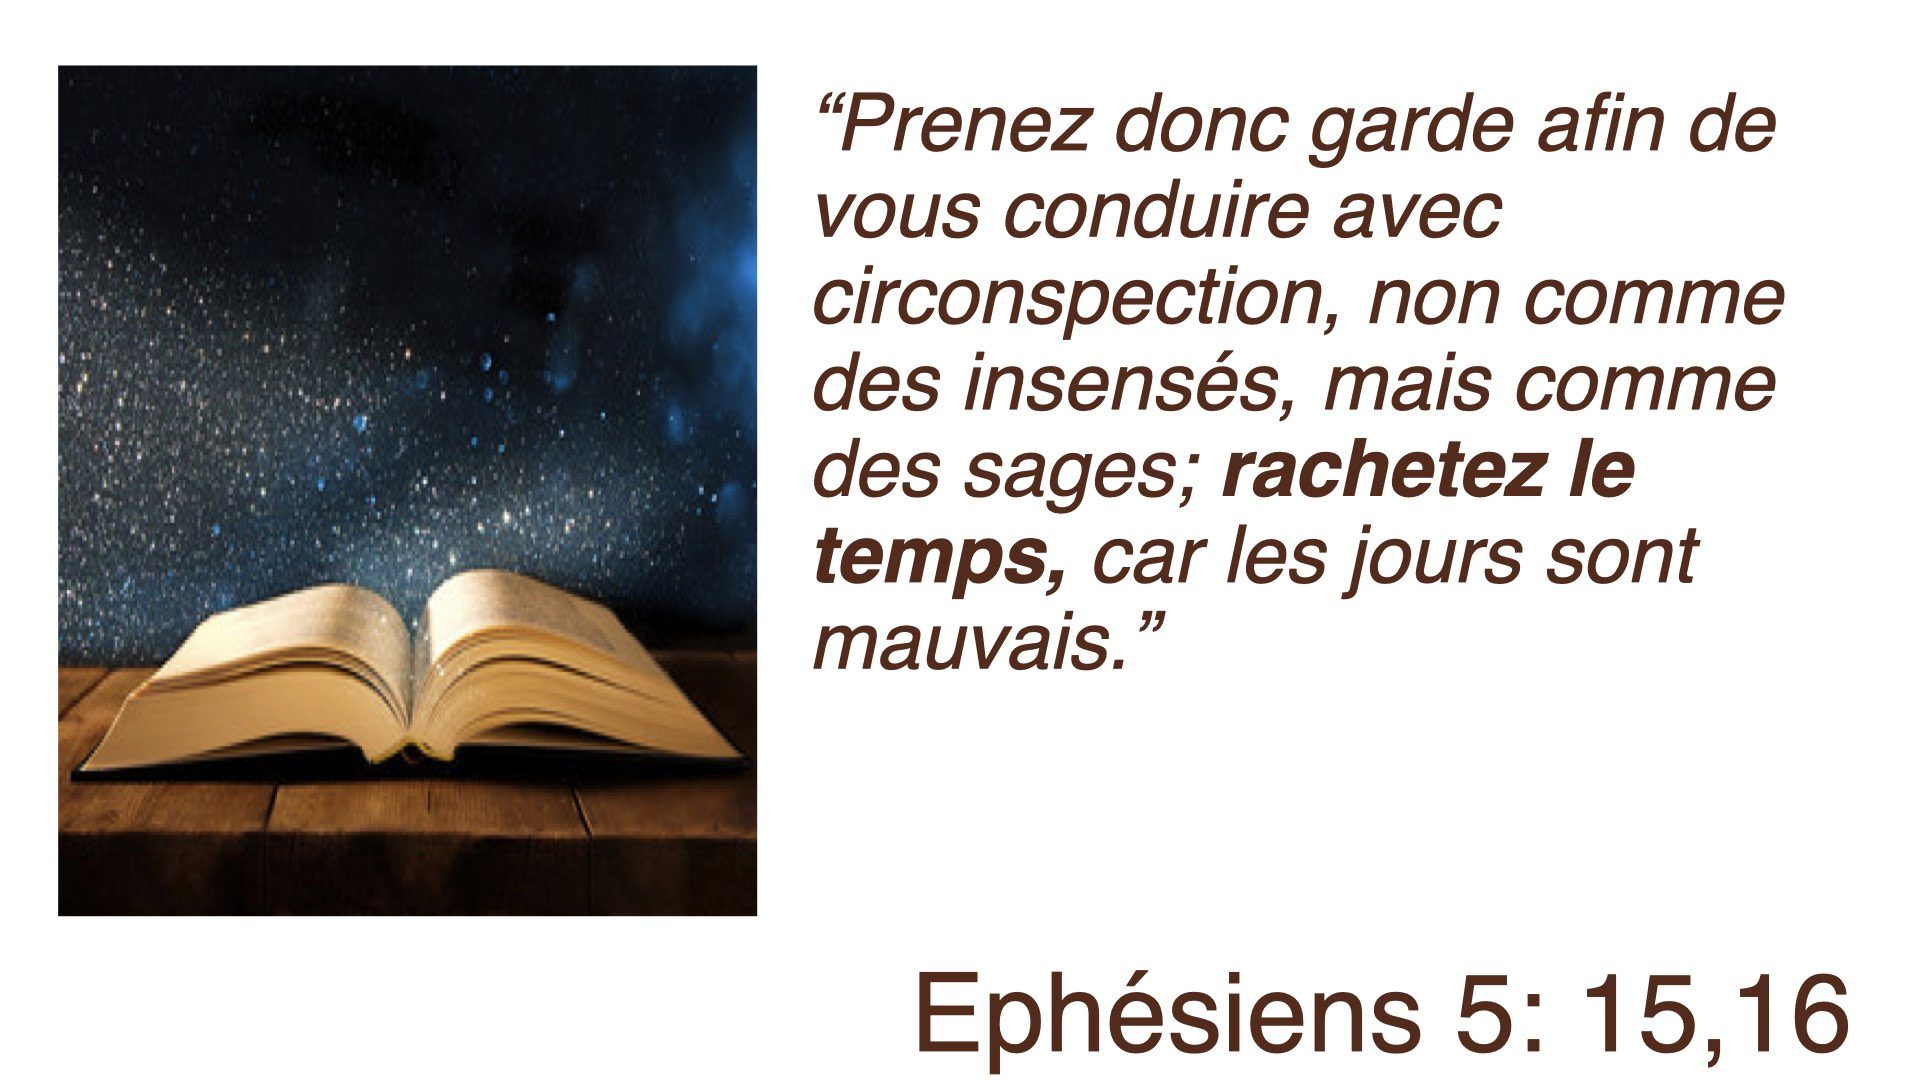 “Prenez donc garde afin de
vous conduire avec
circonspection, non comme
des insensés, mais comme
des sages; rachetez le
temps, car les jours sont
mauvais.”
Ephésiens 5: 15,16